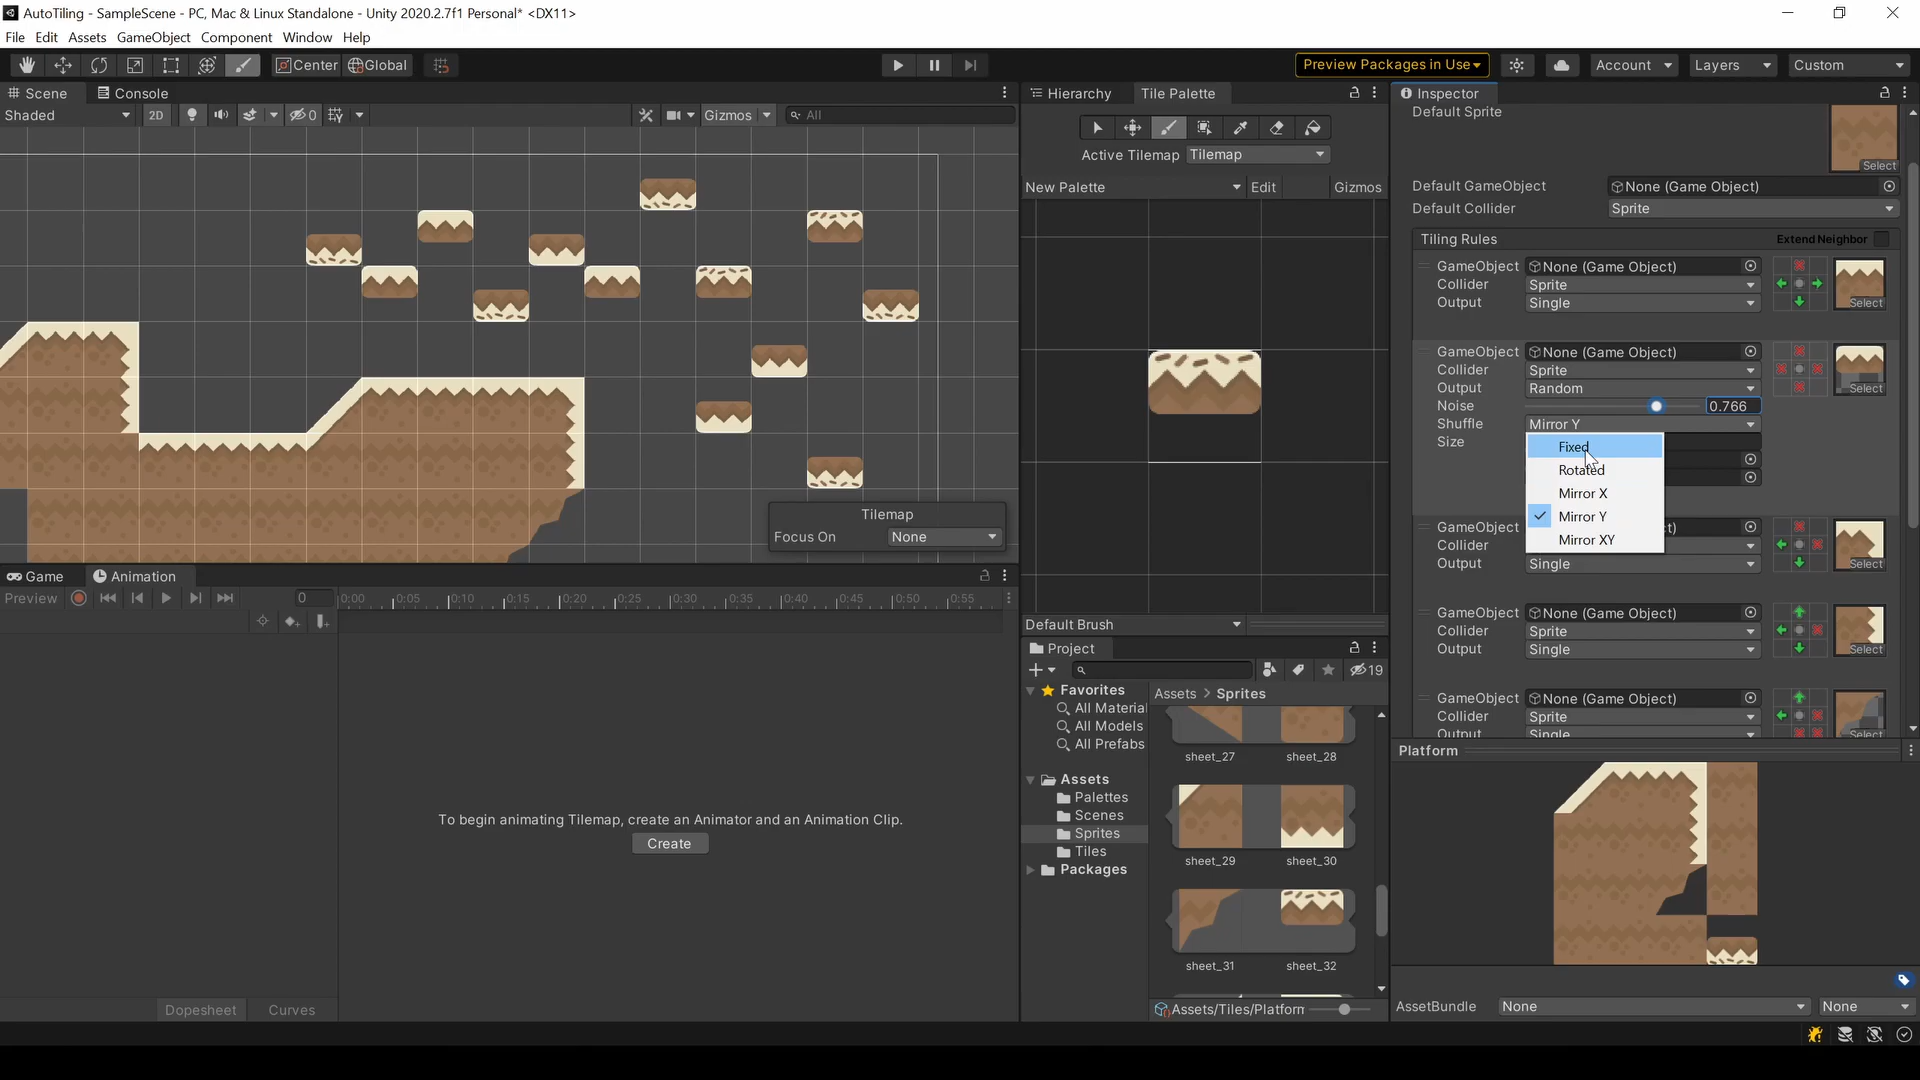 AutoTiling - SampleScene - PC, Mac & Linux Standalone - Unity 2020.2.7f1 Personal* <DX11>
File Edit Assets GameObject Component Window Help
Center Global Preview Packages in Use Account Layers Custom
Scene Console
Shaded 2D 0 Gizmos All
Tilemap
Focus On None
Hierarchy Tile Palette
Active Tilemap Tilemap
New Palette Edit Gizmos
Default Brush
Inspector
Default Sprite
Select
Default GameObject None (Game Object)
Default Collider Sprite
Tiling Rules Extend Neighbor
GameObject None (Game Object)
Collider Sprite
Output Single Select
GameObject None (Game Object)
Collider Sprite
Output Random Select
Noise 0.766
Shuffle Mirror Y
Size
Fixed
Rotated
Mirror X
Mirror Y
Mirror XY
GameObject
Collider
Output Single Select
GameObject None (Game Object)
Collider Sprite
Output Single Select
GameObject None (Game Object)
Collider Sprite
Output Single Select
Game Animation
Preview 0 0:00 0:05 0:10 0:15 0:20 0:25 0:30 0:35 0:40 0:45 0:50 0:55
To begin animating Tilemap, create an Animator and an Animation Clip.
Create
Dopesheet Curves
Project
19
Favorites
All Materia
All Models
All Prefabs
Assets
Palettes
Scenes
Sprites
Tiles
Packages
Assets > Sprites
sheet_27 sheet_28
sheet_29 sheet_30
sheet_31 sheet_32
Assets/Tiles/Platforn
Platform
AssetBundle None None